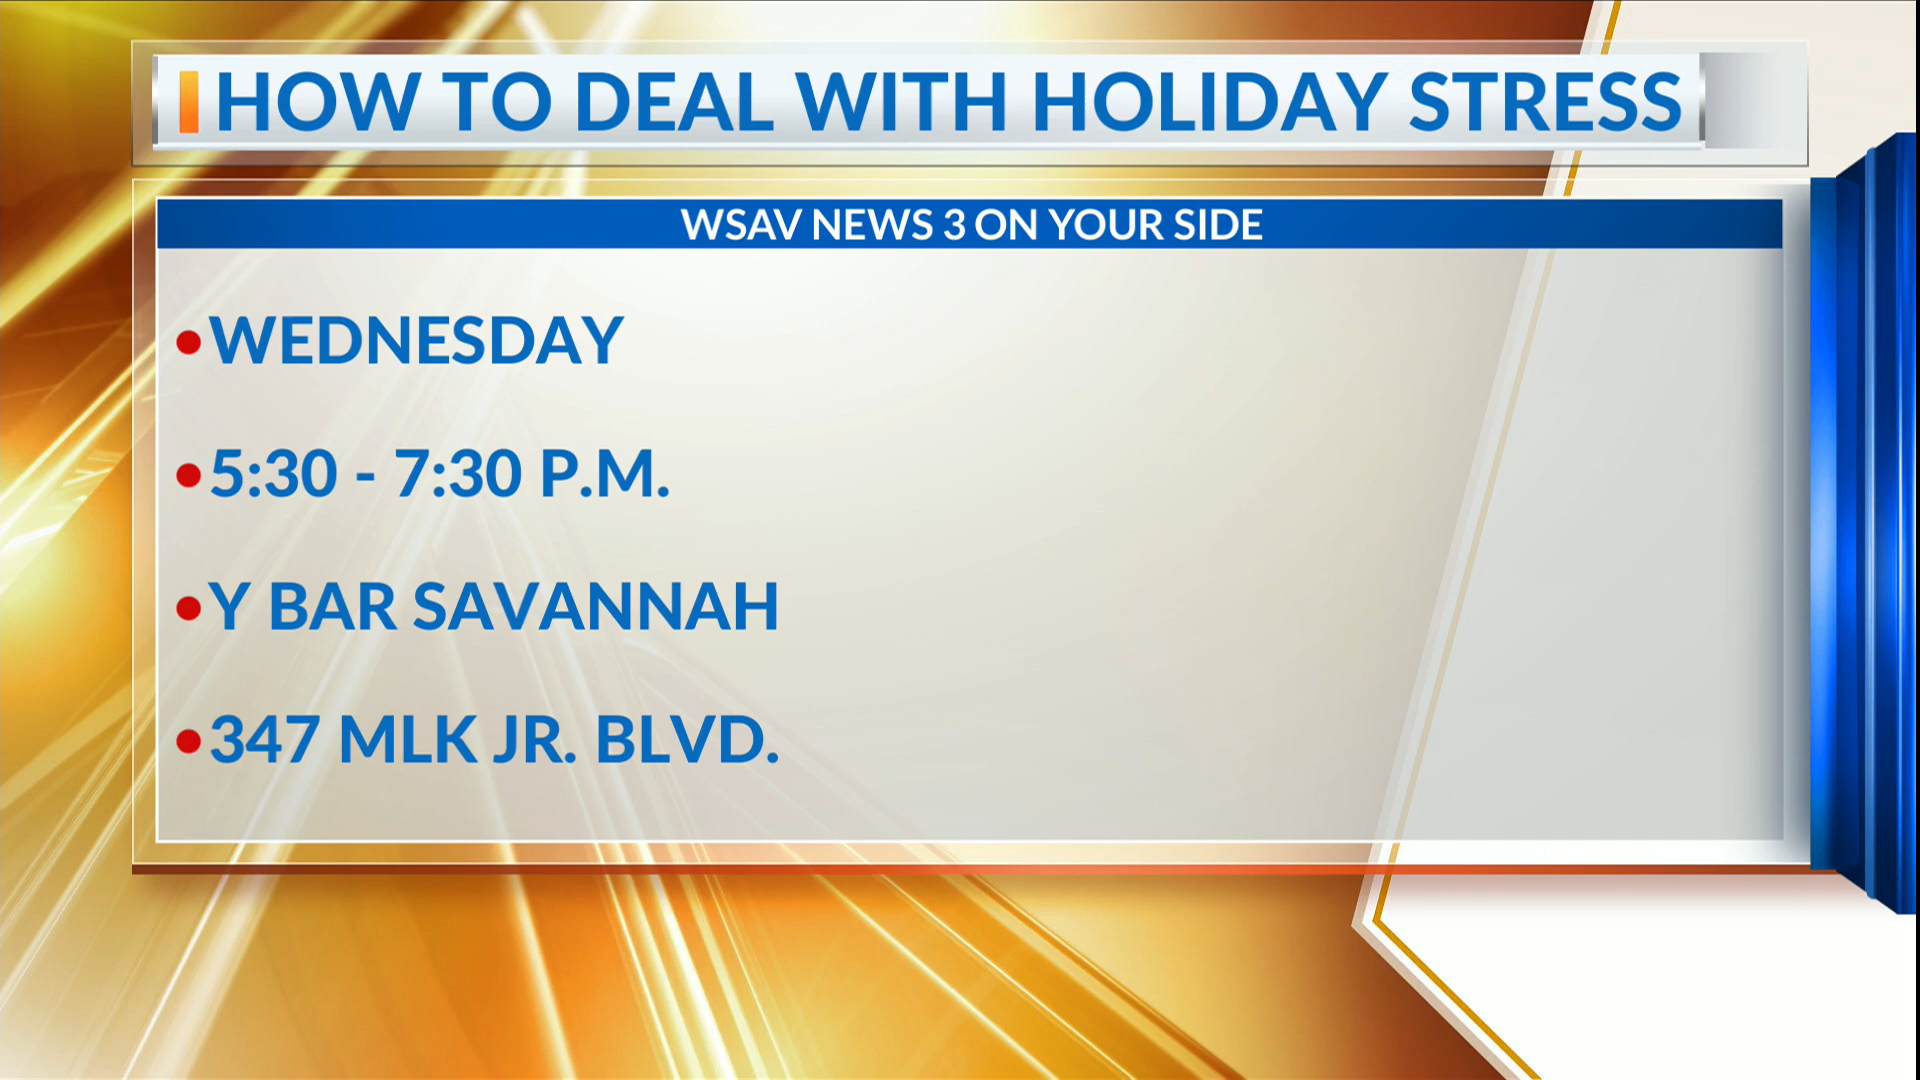 HOW TO DEAL WITH HOLIDAY STRESS
WSAV NEWS 3 ON YOUR SIDE
•WEDNESDAY
•5:30 - 7:30 P.M.
•Y BAR SAVANNAH
•347 MLK JR. BLVD.